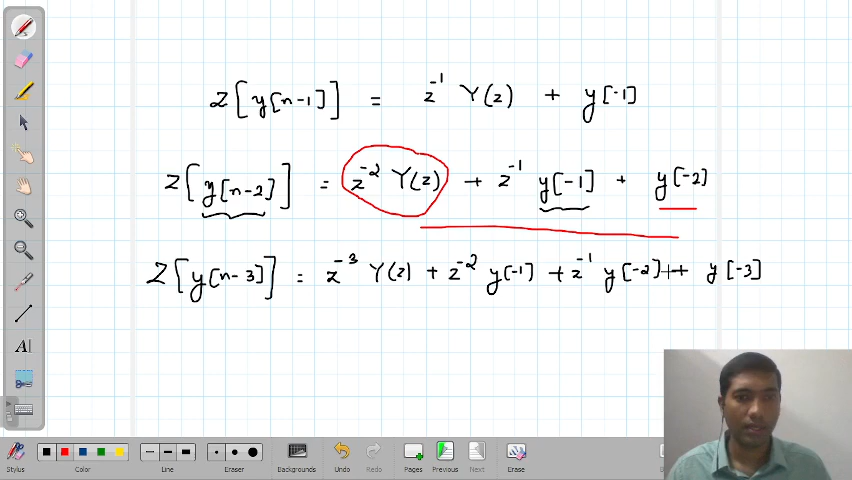 Z[y[n-1]] = z⁻¹ Y(z) + y[-1]
Z[y[n-2]] = z⁻² Y(z) + z⁻¹ y[-1] + y[-2]
Z[y[n-3]] = z⁻³ Y(z) + z⁻² y[-1] + z⁻¹ y[-2] + y[-3]
Stylus Color Line Eraser Backgrounds Undo Redo Pages Previous Next Erase